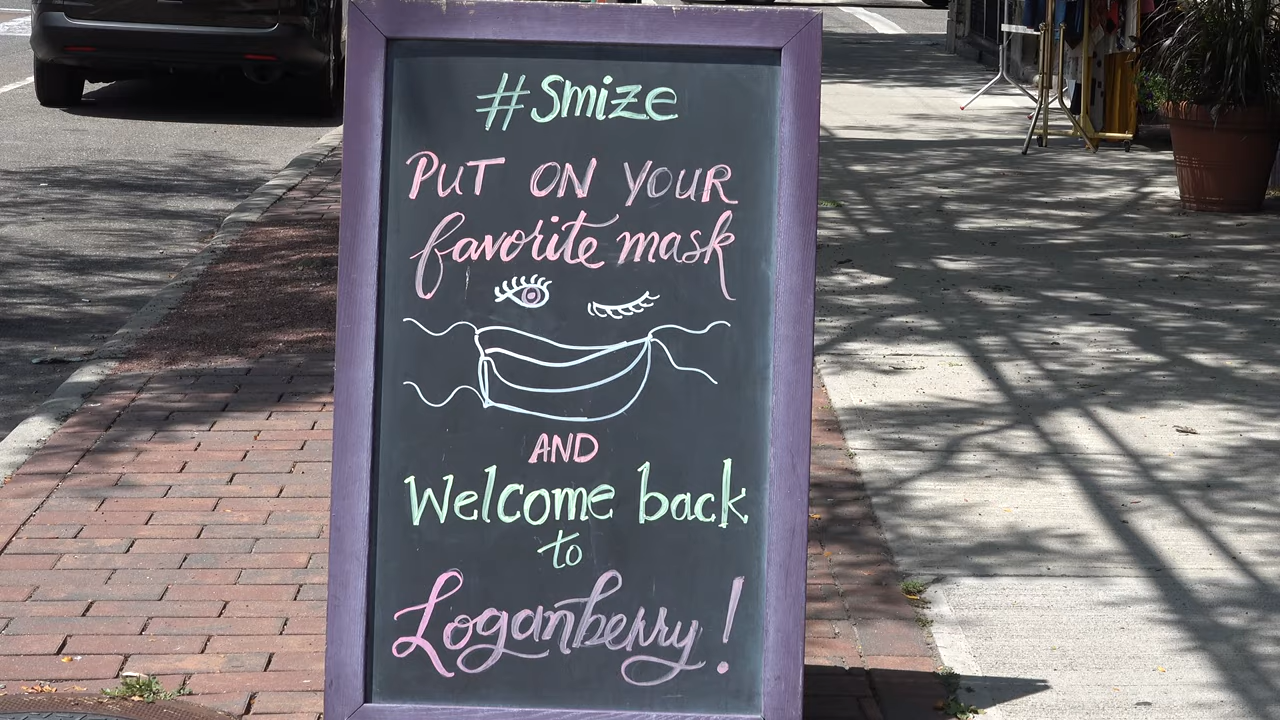 #Smize
PUT ON YOUR
favorite mask
AND
Welcome back
to
Loganberry!